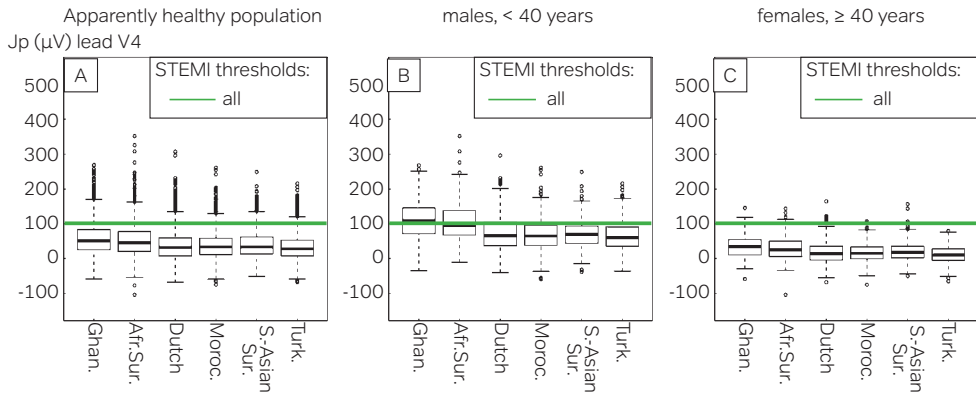 Apparently healthy population
males, < 40 years
females, ≥ 40 years
Jp (μV) lead V4
A
STEMI thresholds:
all
500
400
300
200
100
0
-100
Ghan.
Afr.Sur.
Dutch
Moroc.
S.-Asian
Sur.
Turk.
B
STEMI thresholds:
all
500
400
300
200
100
0
-100
Ghan.
Afr.Sur.
Dutch
Moroc.
S.-Asian
Sur.
Turk.
C
STEMI thresholds:
all
500
400
300
200
100
0
-100
Ghan.
Afr.Sur.
Dutch
Moroc.
S.-Asian
Sur.
Turk.